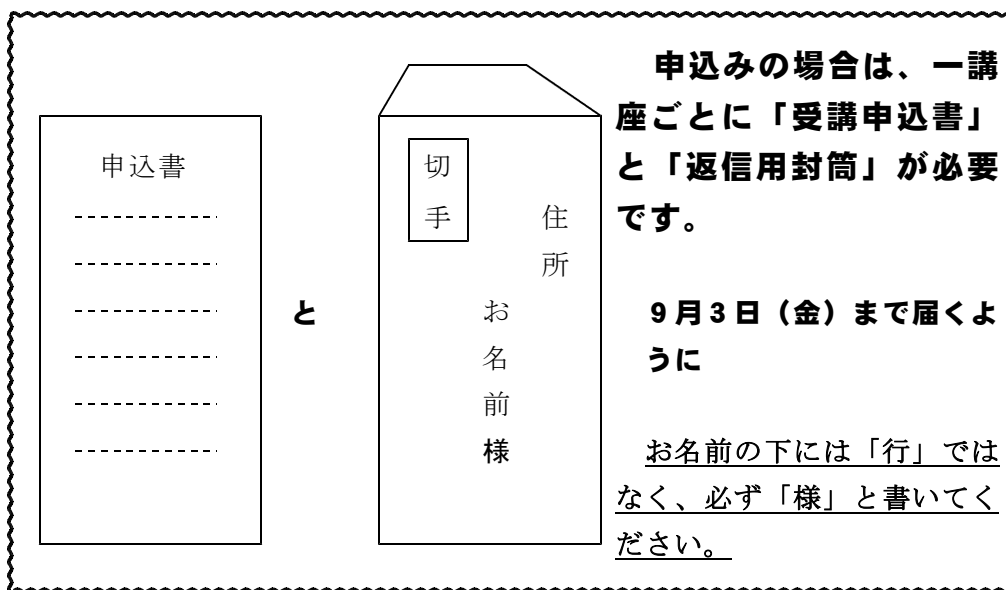 申込書
と
切手
住所
お名前様
申込みの場合は、一講
座ごとに「受講申込書」
と「返信用封筒」が必要
です。
9月3日（金）まで届くよ
うに
お名前の下には「行」では
なく、必ず「様」と書いてく
ださい。